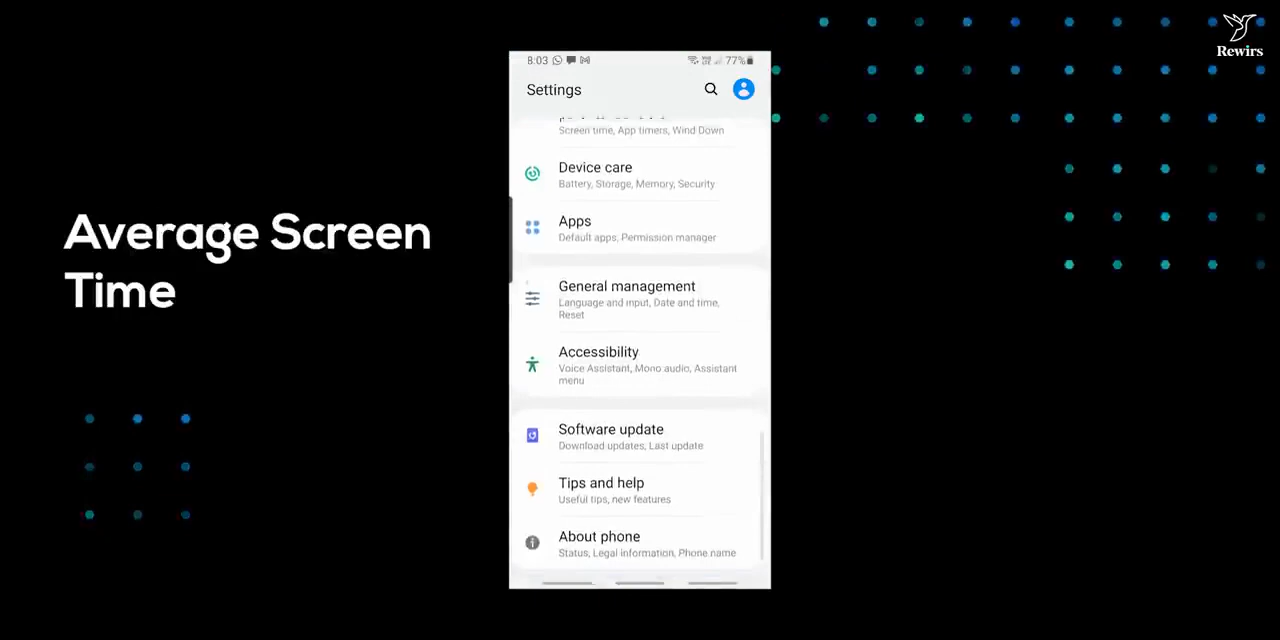 Rewirs
Average Screen
Time
8:03
77%
Settings
Screen time, App timers, Wind Down
Device care
Battery, Storage, Memory, Security
Apps
Default apps, Permission manager
General management
Language and input, Date and time,
Reset
Accessibility
Voice Assistant, Mono audio, Assistant
menu
Software update
Download updates, Last update
Tips and help
Useful tips, new features
About phone
Status, Legal information, Phone name